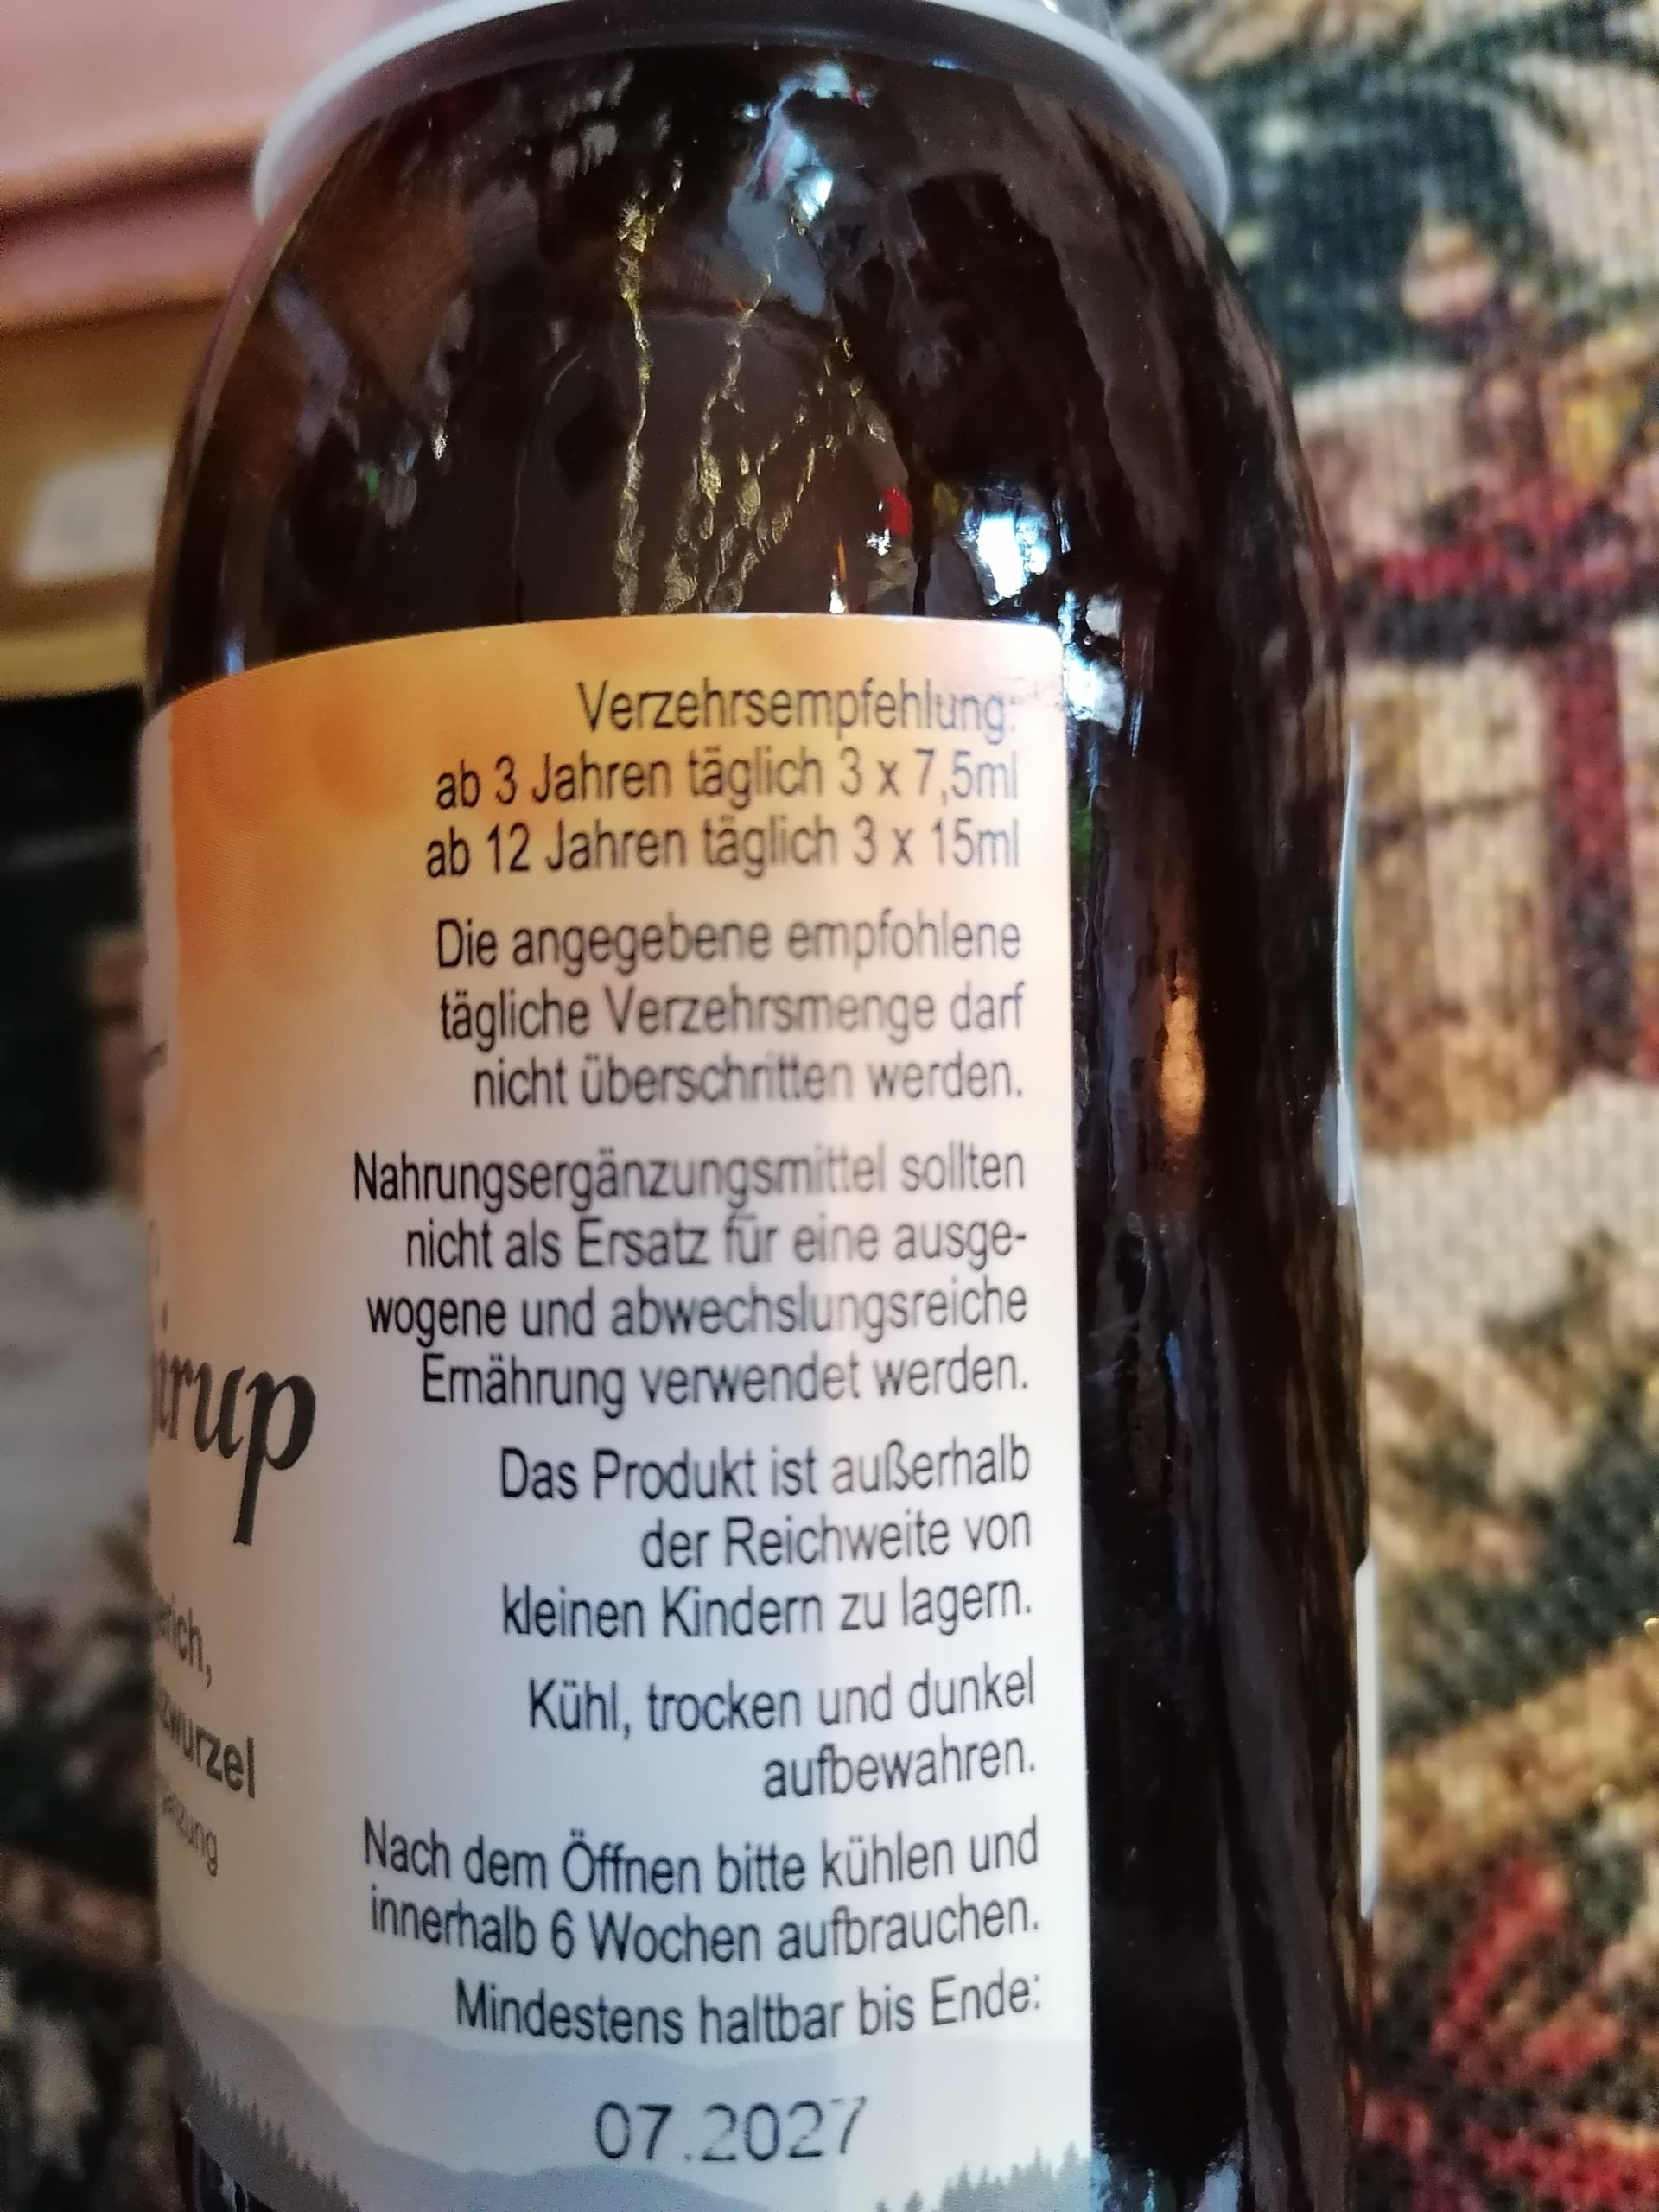 Verzehrsempfehlung:
ab 3 Jahren täglich 3 x 7,5ml
ab 12 Jahren täglich 3 x 15ml
Die angegebene empfohlene
tägliche Verzehrsmenge darf
nicht überschritten werden.
Nahrungsergänzungsmittel sollten
nicht als Ersatz für eine ausge-
wogene und abwechslungsreiche
Ernährung verwendet werden.
Das Produkt ist außerhalb
der Reichweite von
kleinen Kindern zu lagern.
Kühl, trocken und dunkel
aufbewahren.
Nach dem Öffnen bitte kühlen und
innerhalb 6 Wochen aufbrauchen.
Mindestens haltbar bis Ende:
07.2027